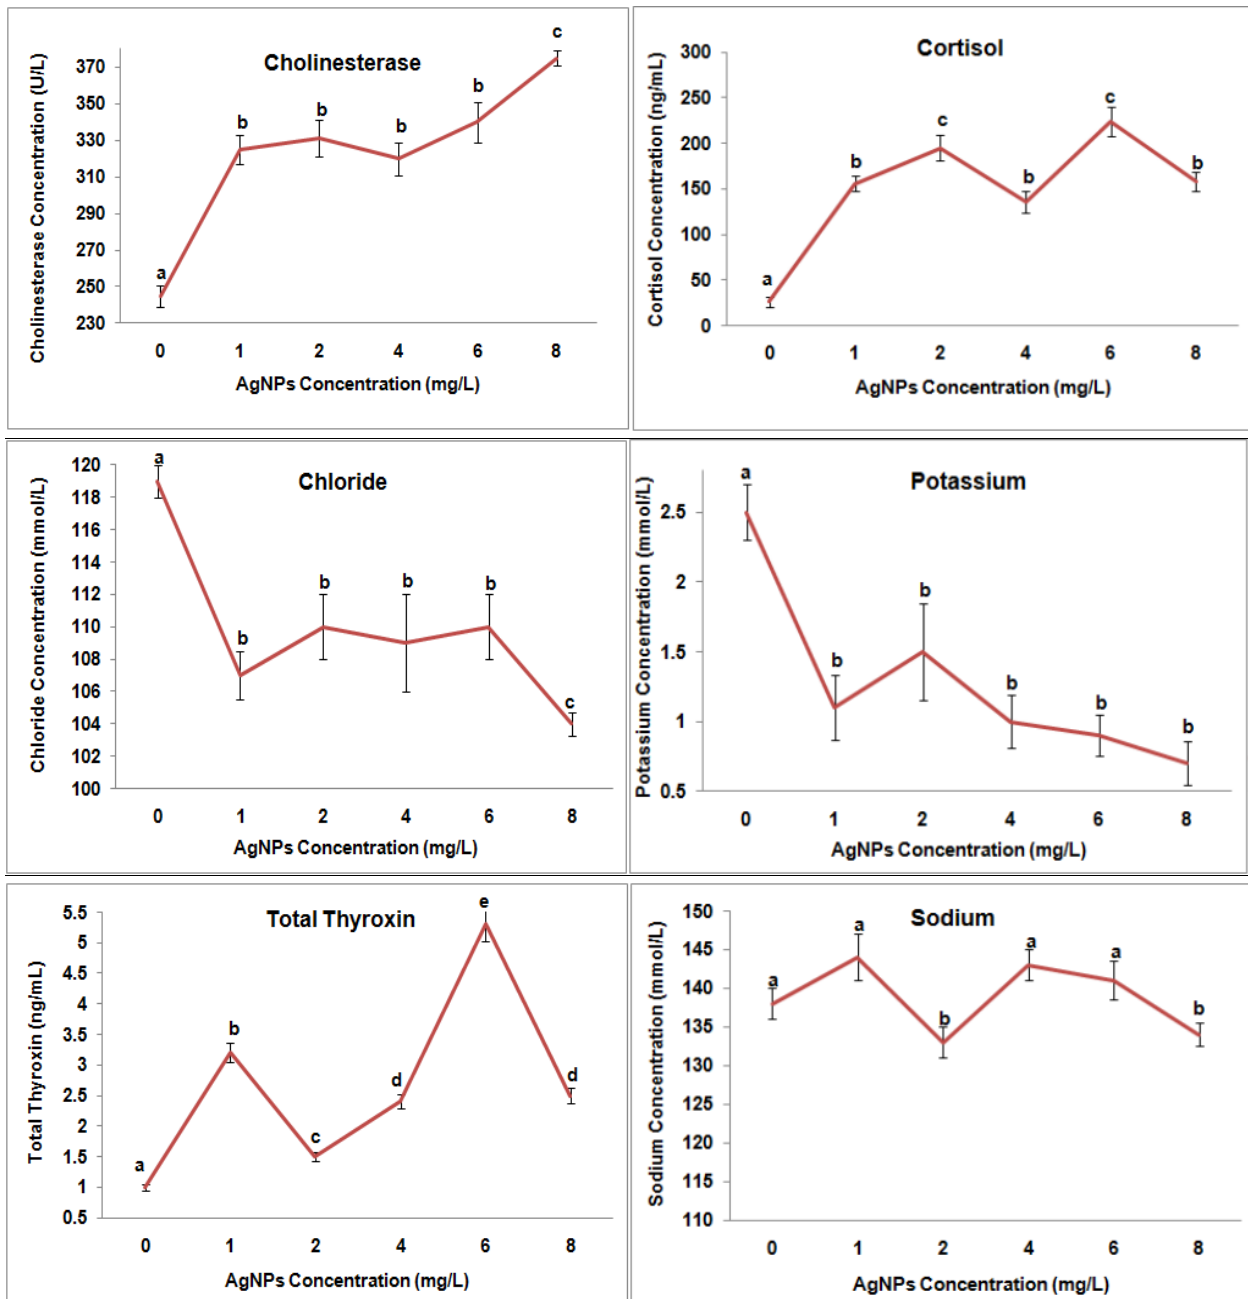 Cholinesterase
Cholinesterase Concentration (U/L)
370
350
330
310
290
270
250
230
a
b
b
b
b
c
0 1 2 4 6 8
AgNPs Concentration (mg/L)
Cortisol
Cortisol Concentration (ng/mL)
300
250
200
150
100
50
0
a
b
c
b
c
b
0 1 2 4 6 8
AgNPs Concentration (mg/L)
Chloride
Chloride Concentration (mmol/L)
120
118
116
114
112
110
108
106
104
102
100
a
b
b
b
b
c
0 1 2 4 6 8
AgNPs Concentration (mg/L)
Potassium
Potassium Concentration (mmol/L)
2.5
2
1.5
1
0.5
a
b
b
b
b
b
0 1 2 4 6 8
AgNPs Concentration (mg/L)
Total Thyroxin
Total Thyroxin (ng/mL)
5.5
5
4.5
4
3.5
3
2.5
2
1.5
1
0.5
a
b
c
d
e
d
0 1 2 4 6 8
AgNPs Concentration (mg/L)
Sodium
Sodium Concentration (mmol/L)
150
145
140
135
130
125
120
115
110
a
a
b
a
a
b
0 1 2 4 6 8
AgNPs Concentration (mg/L)